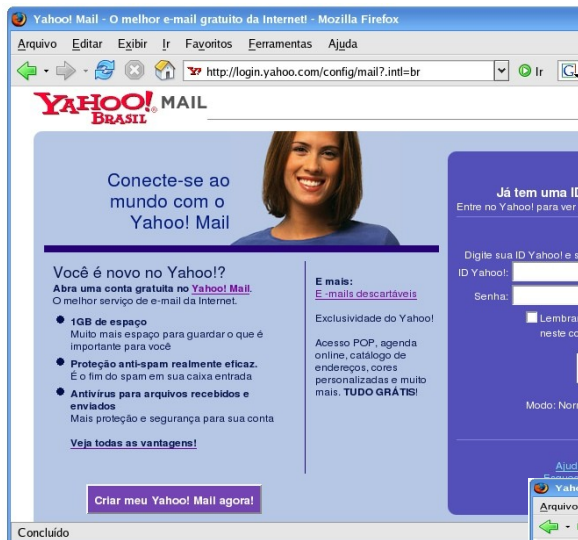 Yahoo! Mail - O melhor e-mail gratuito da Internet! - Mozilla Firefox
Arquivo Editar Exibir Ir Favoritos Ferramentas Ajuda
http://login.yahoo.com/config/mail?.intl=br
Ir
YAHOO! MAIL
BRASIL
Conecte-se ao
mundo com o
Yahoo! Mail
Você é novo no Yahoo!?
Abra uma conta gratuita no Yahoo! Mail.
O melhor serviço de e-mail da Internet.
1GB de espaço
Muito mais espaço para guardar o que é
importante para você
Proteção anti-spam realmente eficaz.
É o fim do spam em sua caixa entrada
Antivírus para arquivos recebidos e
enviados
Mais proteção e segurança para sua conta
Veja todas as vantagens!
Criar meu Yahoo! Mail agora!
E mais:
E -mails descartáveis
Exclusividade do Yahoo!
Acesso POP, agenda
online, catálogo de
endereços, cores
personalizadas e muito
mais. TUDO GRÁTIS!
Já tem uma ID
Entre no Yahoo! para ver
Digite sua ID Yahoo! e s
ID Yahoo!:
Senha:
Lembrar
neste co
Modo: Nor
Ajud
Yaho
Arquivo
Concluído